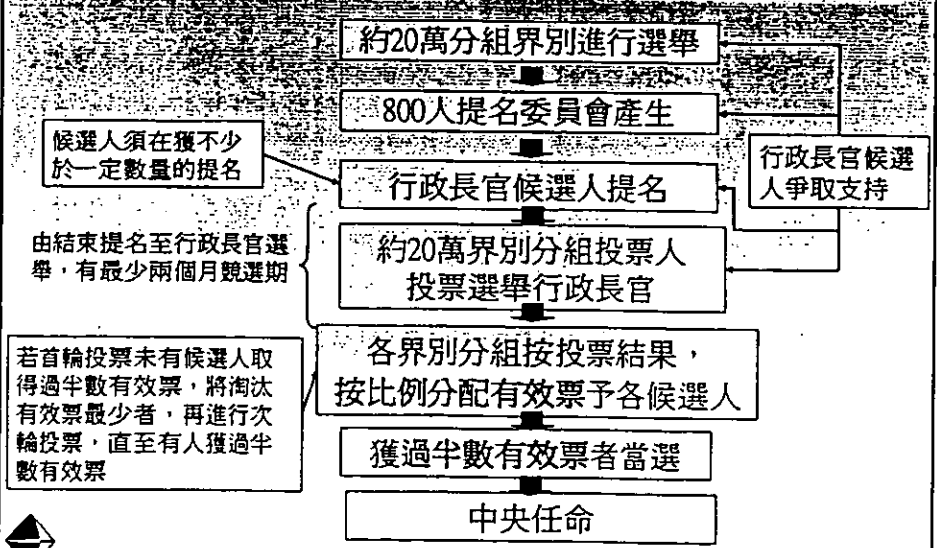 約20萬分組界別進行選舉
800人提名委員會產生
候選人須在獲不少
於一定數量的提名
行政長官候選
人爭取支持
行政長官候選人提名
由結束提名至行政長官選
舉，有最少兩個月競選期
約20萬界別分組投票人
投票選舉行政長官
若首輪投票未有候選人取
得過半數有效票，將淘汰
有效票最少者，再進行次
輪投票，直至有人獲過半
數有效票
各界別分組按投票結果，
按比例分配有效票予各候選人
獲過半數有效票者當選
中央任命